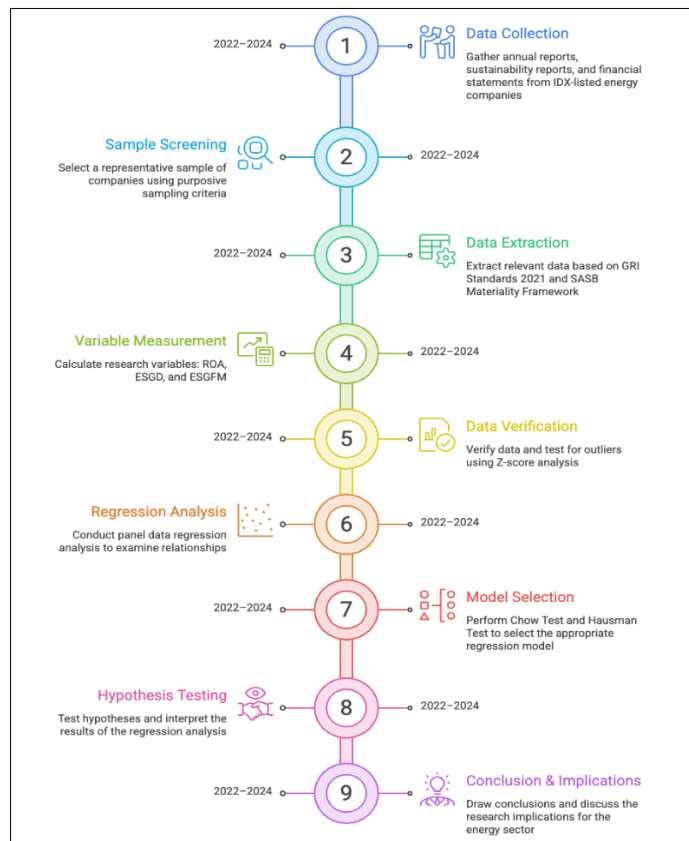 2022–2024
1
Data Collection
Gather annual reports,
sustainability reports, and financial
statements from IDX-listed energy
companies
Sample Screening
Select a representative sample of
companies using purposive
sampling criteria
2
2022–2024
2022–2024
3
Data Extraction
Extract relevant data based on GRI
Standards 2021 and SASB
Materiality Framework
Variable Measurement
Calculate research variables: ROA,
ESGD, and ESGFM
4
2022–2024
2022–2024
5
Data Verification
Verify data and test for outliers
using Z-score analysis
Regression Analysis
Conduct panel data regression
analysis to examine relationships
6
2022–2024
2022–2024
7
Model Selection
Perform Chow Test and Hausman
Test to select the appropriate
regression model
Hypothesis Testing
Test hypotheses and interpret the
results of the regression analysis
8
2022–2024
2022–2024
9
Conclusion & Implications
Draw conclusions and discuss the
research implications for the
energy sector